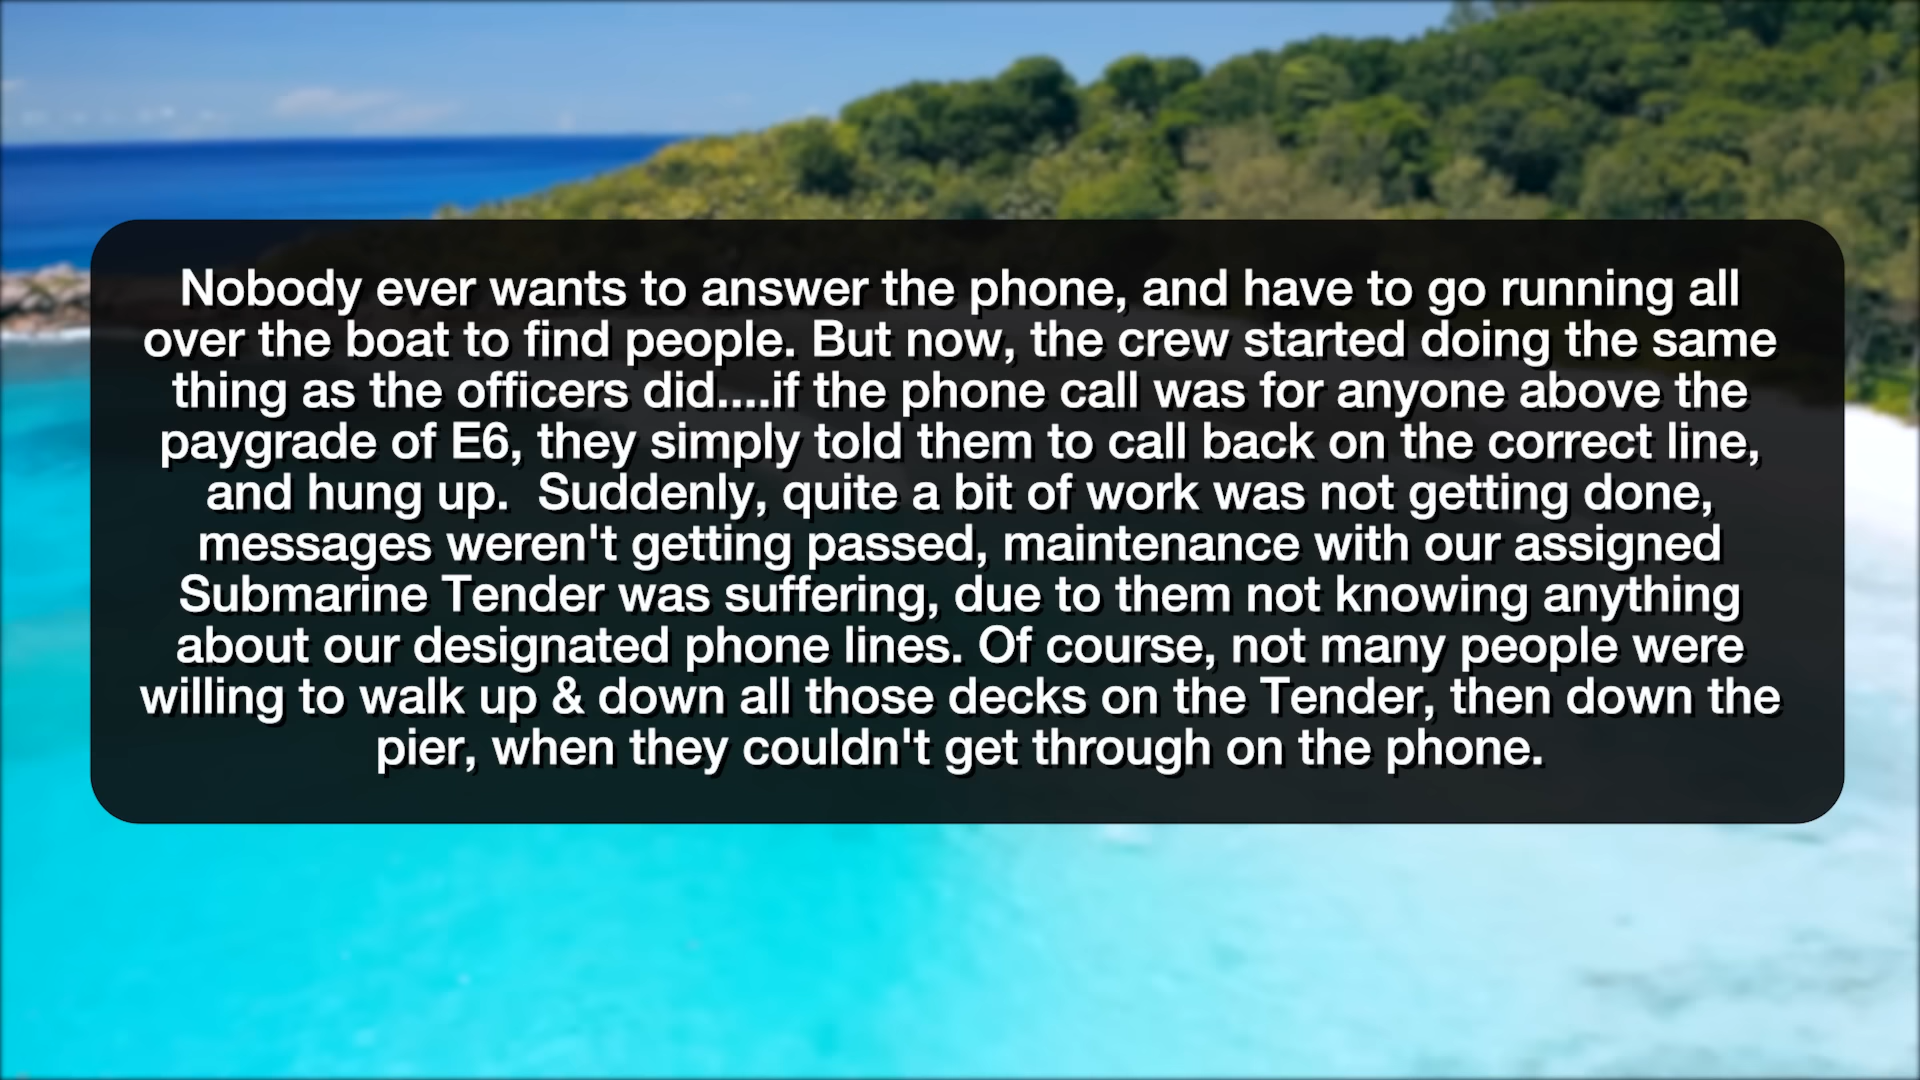 Nobody ever wants to answer the phone, and have to go running all
over the boat to find people. But now, the crew started doing the same
thing as the officers did....if the phone call was for anyone above the
paygrade of E6, they simply told them to call back on the correct line,
and hung up.  Suddenly, quite a bit of work was not getting done,
messages weren't getting passed, maintenance with our assigned
Submarine Tender was suffering, due to them not knowing anything
about our designated phone lines. Of course, not many people were
willing to walk up & down all those decks on the Tender, then down the
pier, when they couldn't get through on the phone.